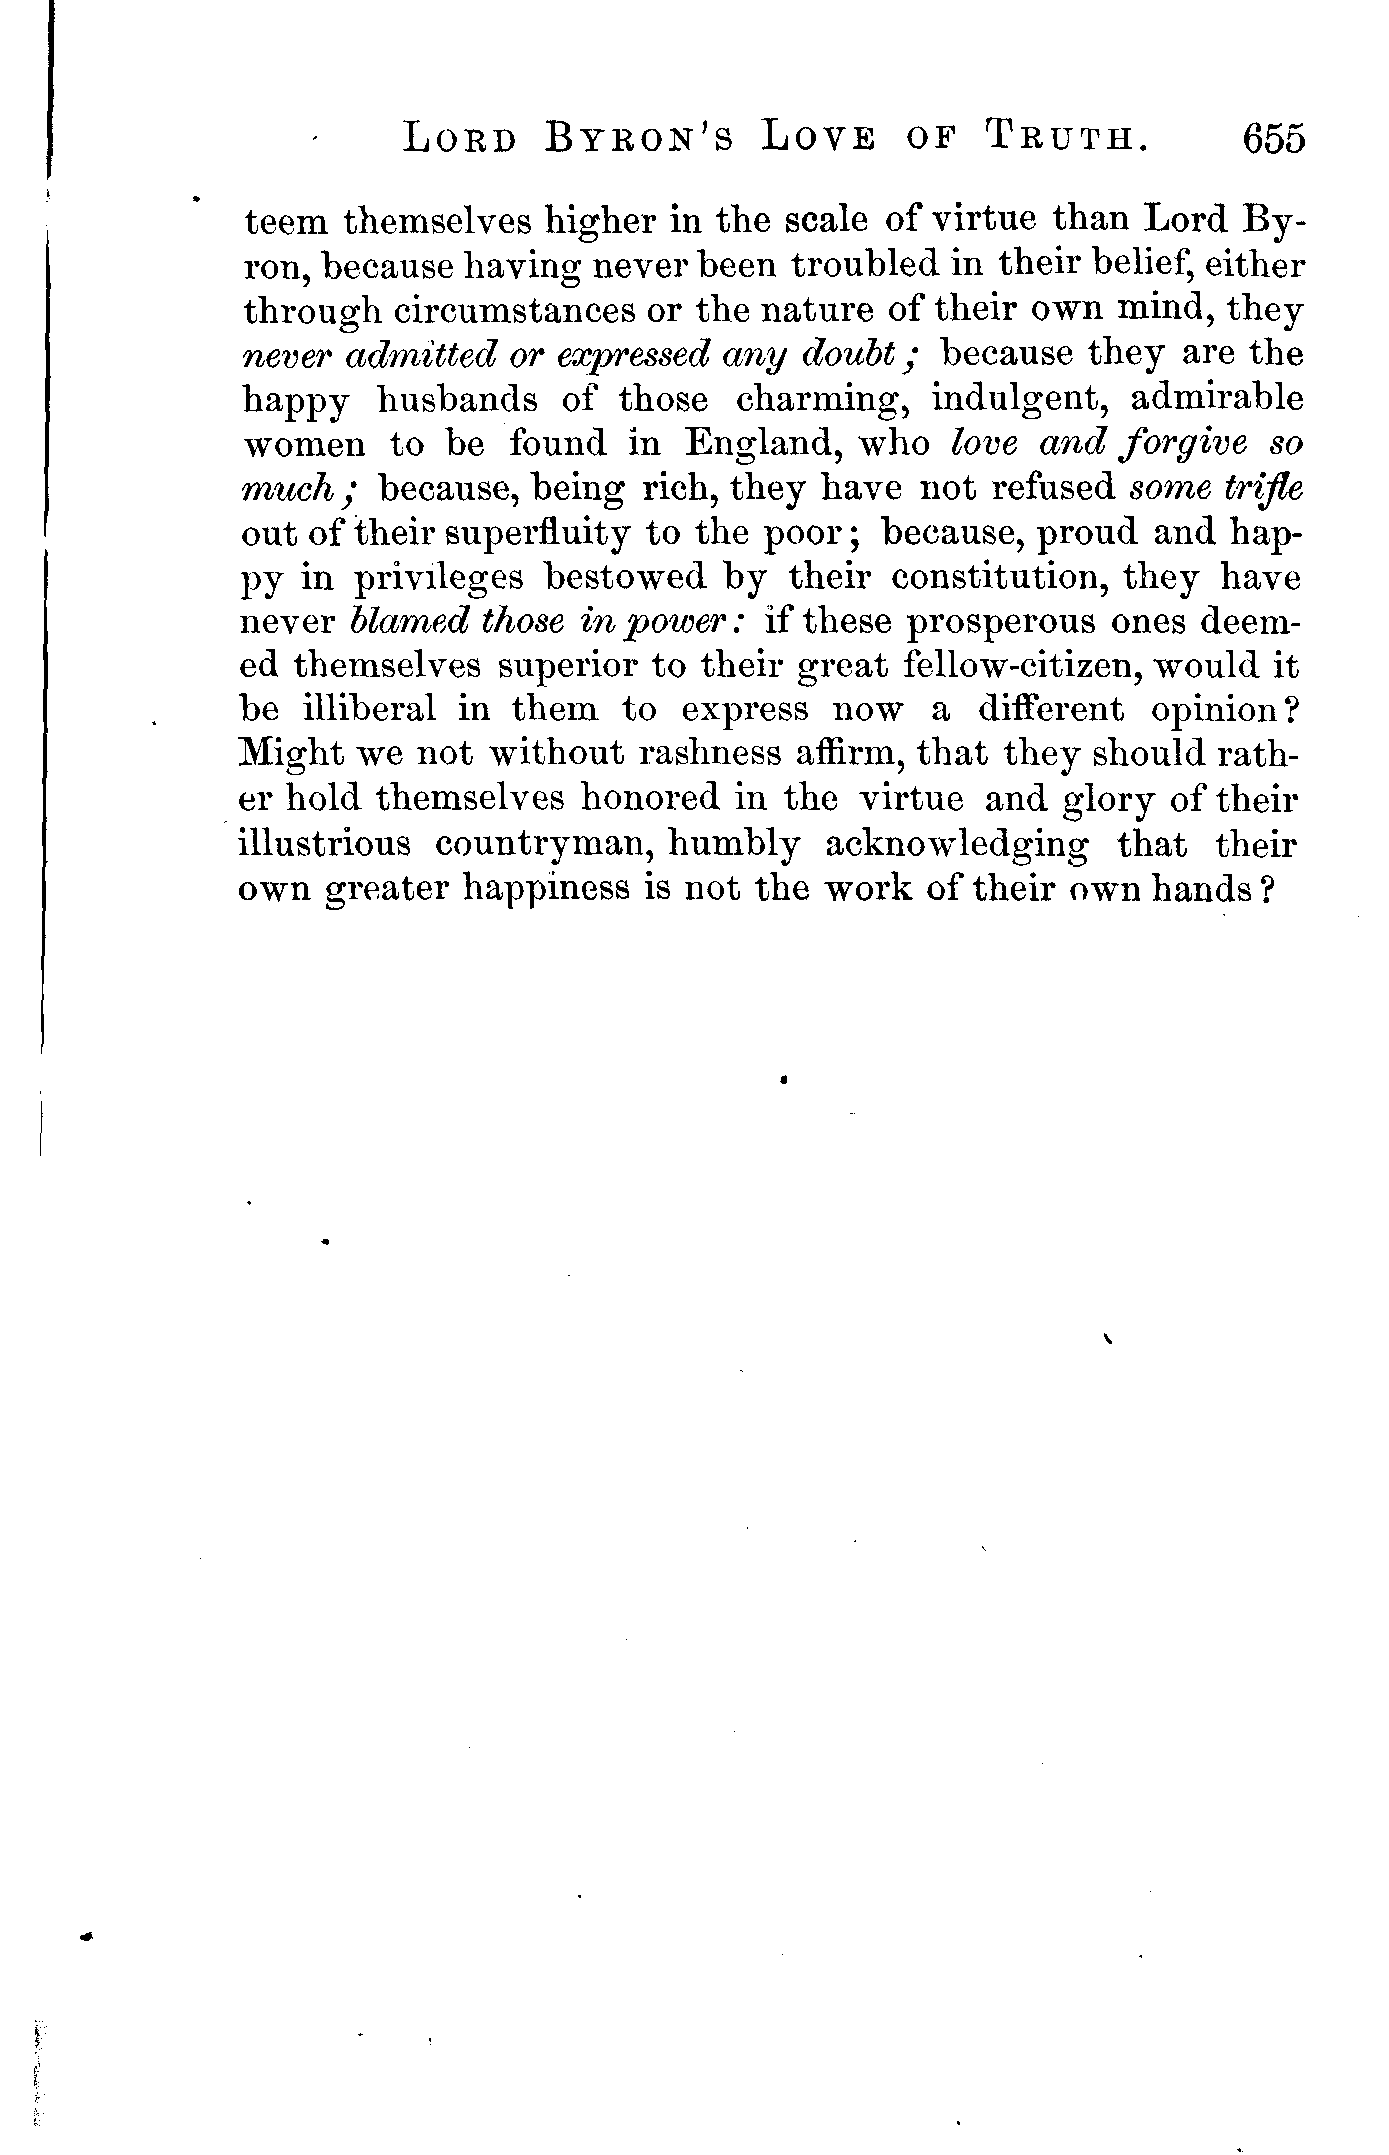 LORD BYRON'S LOVE OF TRUTH. 655
teem themselves higher in the scale of virtue than Lord By-
ron, because having never been troubled in their belief, either
through circumstances or the nature of their own mind, they
never admitted or expressed any doubt; because they are the
happy husbands of those charming, indulgent, admirable
women to be found in England, who love and forgive so
much; because, being rich, they have not refused some trifle
out of their superfluity to the poor; because, proud and hap-
py in privileges bestowed by their constitution, they have
never blamed those in power: if these prosperous ones deem-
ed themselves superior to their great fellow-citizen, would it
be illiberal in them to express now a different opinion?
Might we not without rashness affirm, that they should rath-
er hold themselves honored in the virtue and glory of their
illustrious countryman, humbly acknowledging that their
own greater happiness is not the work of their own hands?